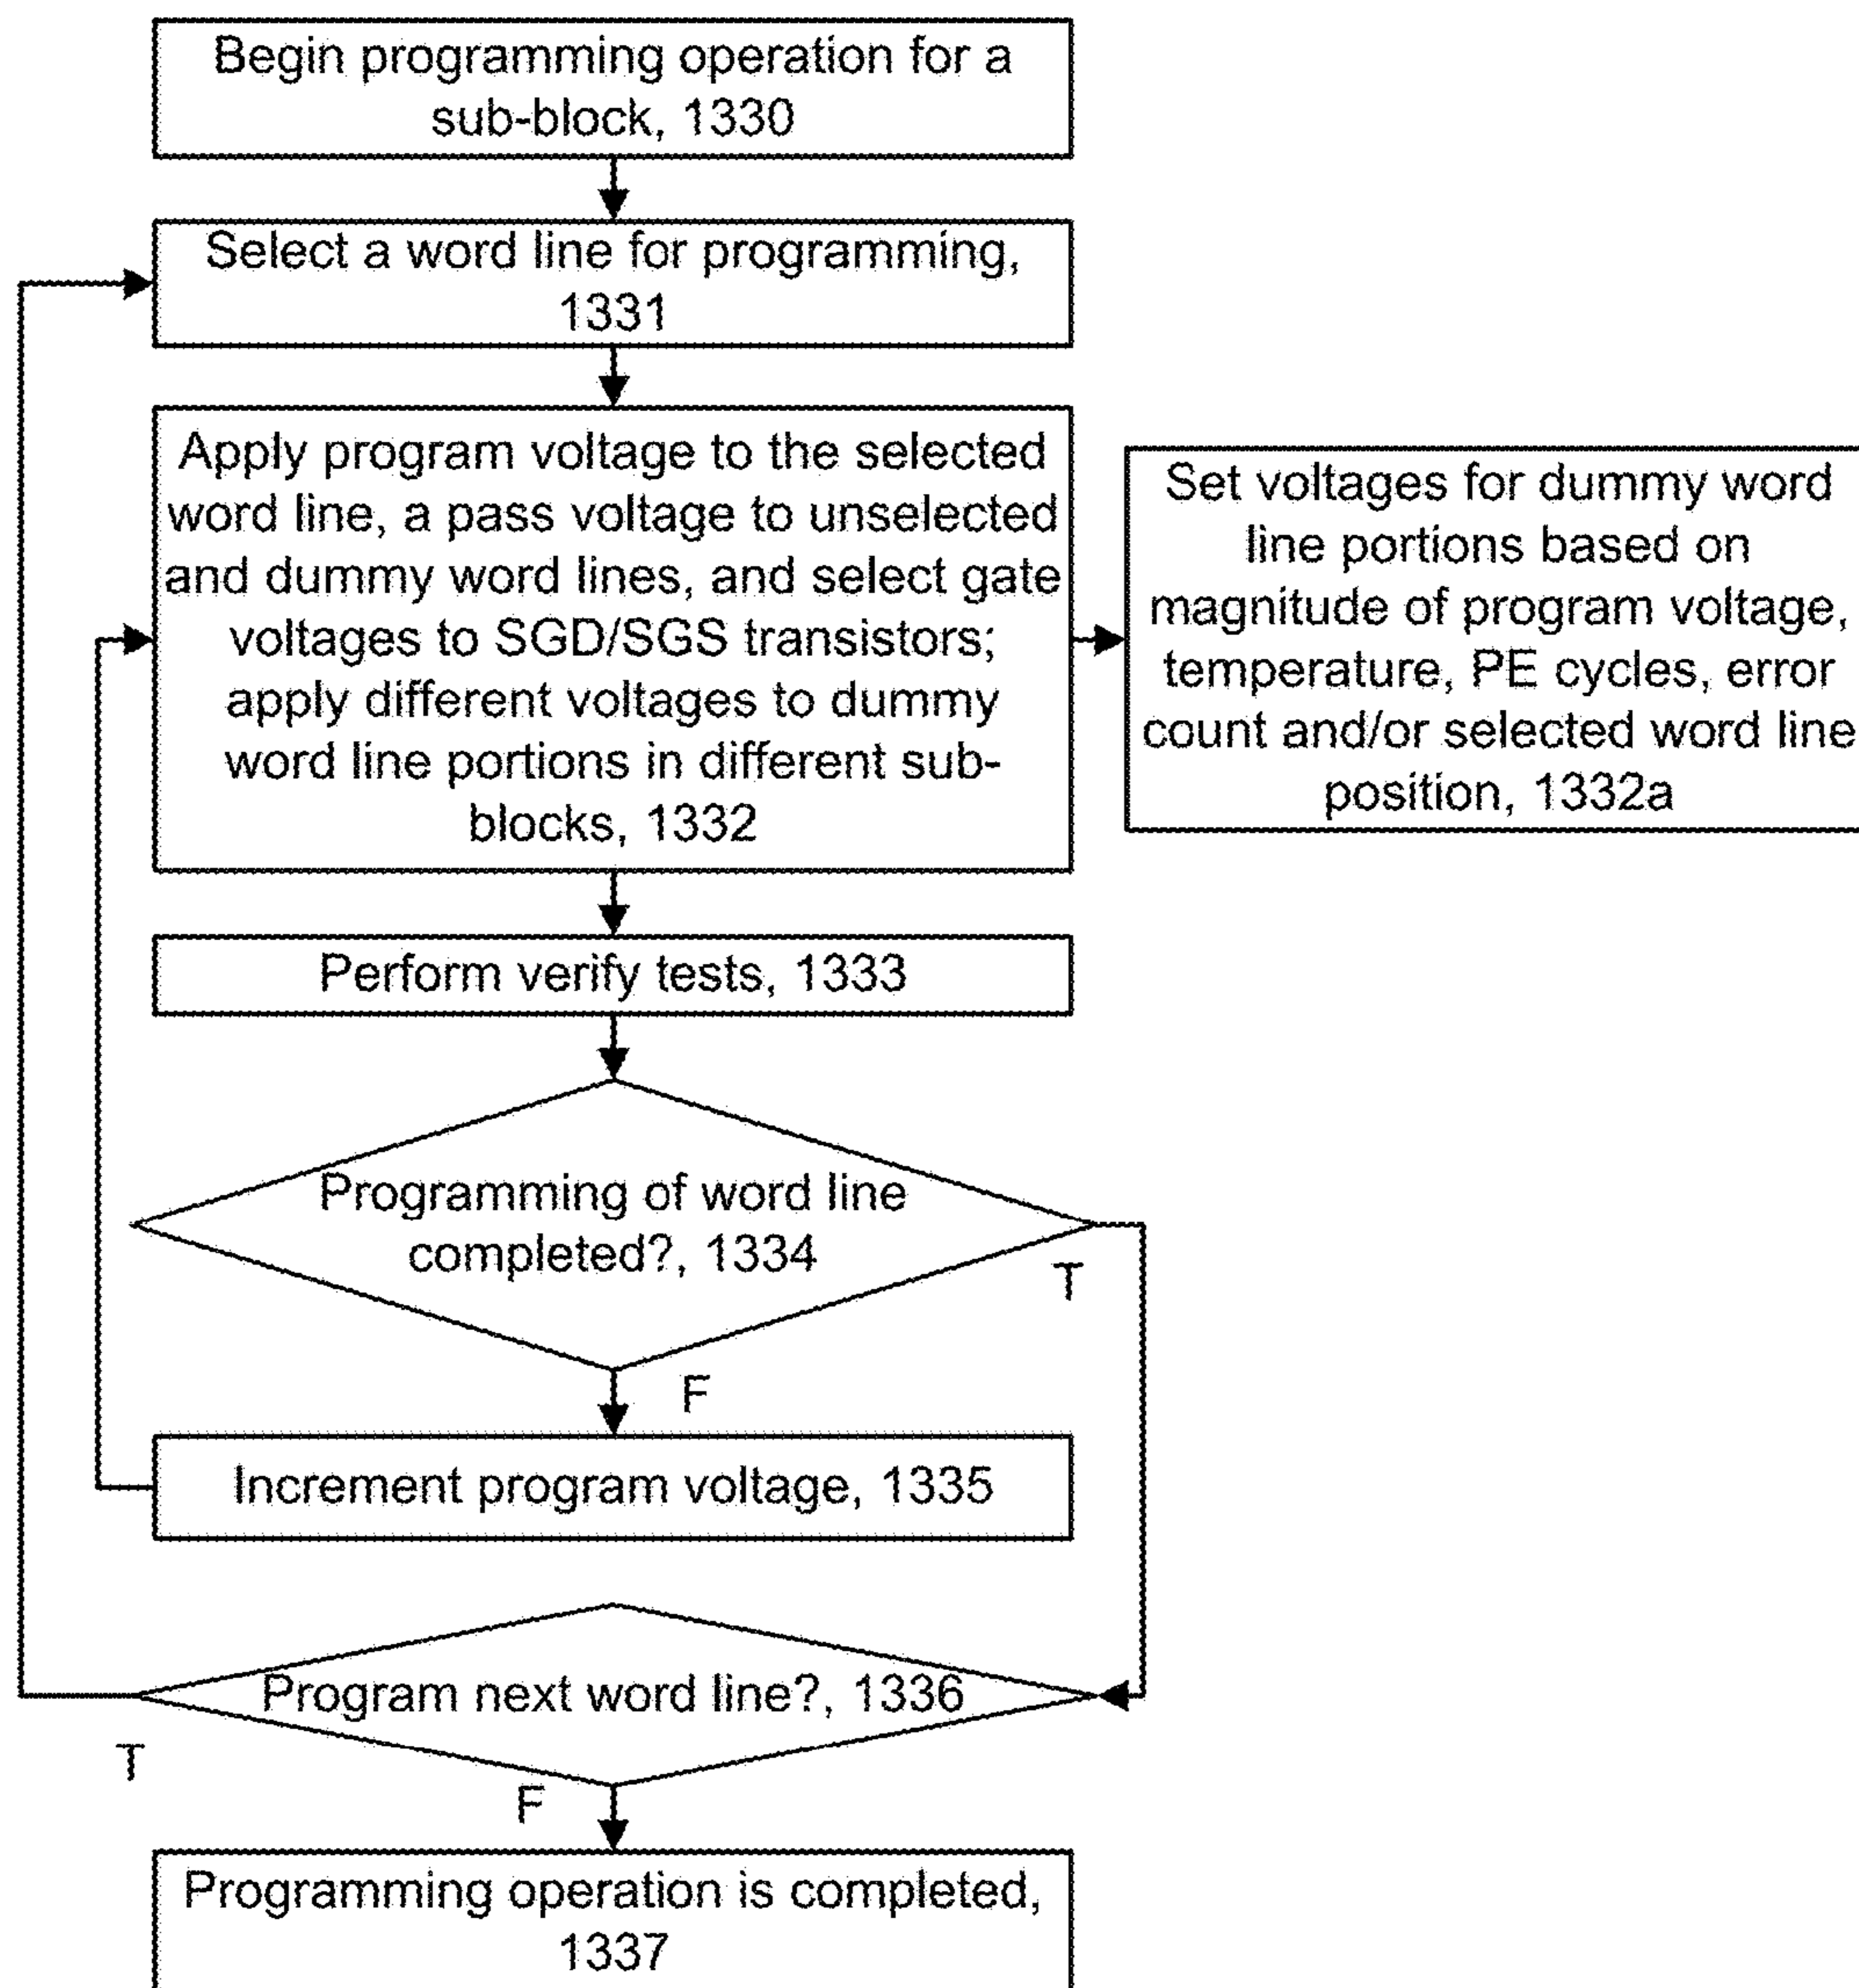 Begin programming operation for a
sub-block, 1330
Select a word line for programming,
1331
Apply program voltage to the selected
word line, a pass voltage to unselected
and dummy word lines, and select gate
voltages to SGD/SGS transistors;
apply different voltages to dummy
word line portions in different sub-
blocks, 1332
Set voltages for dummy word
line portions based on
magnitude of program voltage,
temperature, PE cycles, error
count and/or selected word line
position, 1332a
Perform verify tests, 1333
Programming of word line
completed?, 1334
T
F
Increment program voltage, 1335
Program next word line?, 1336
T
F
Programming operation is completed,
1337